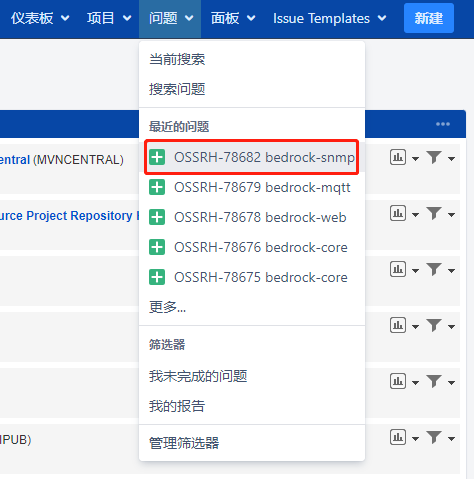 仪表板 项目 问题 面板 Issue Templates 新建
当前搜索
搜索问题
最近的问题
entral (MVNCENTRAL)
OSSRH-78682 bedrock-snmp
OSSRH-78679 bedrock-mqtt
urce Project Repository
OSSRH-78678 bedrock-web
OSSRH-78676 bedrock-core
OSSRH-78675 bedrock-core
更多...
筛选器
我未完成的问题
我的报告
IPUB)
管理筛选器